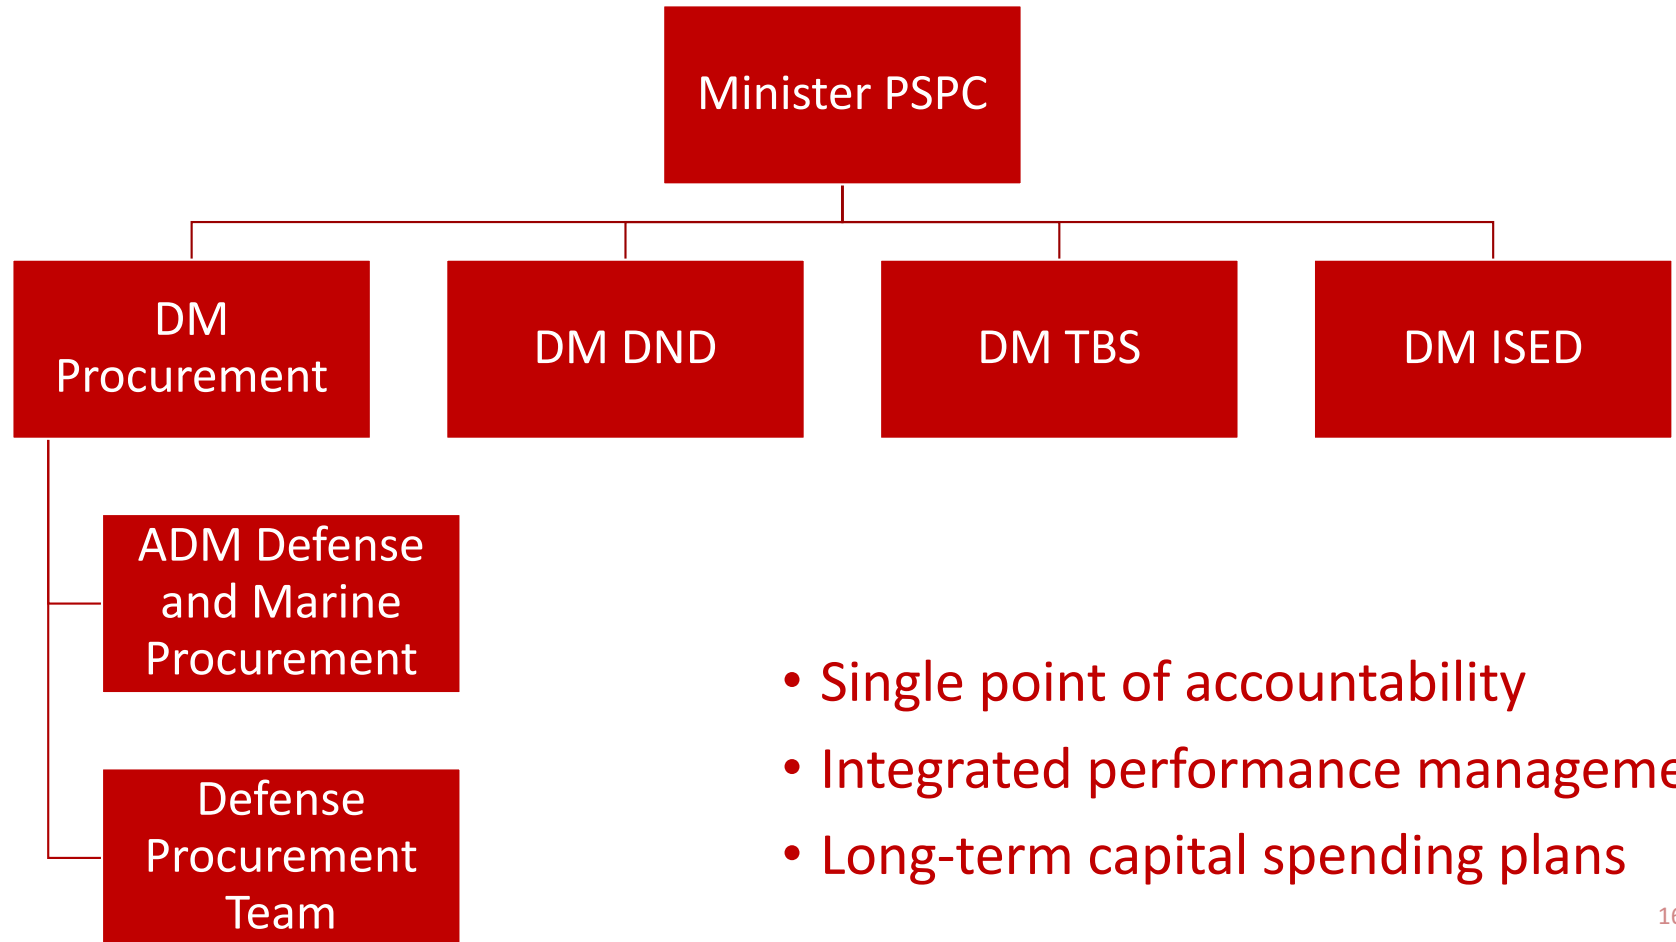 Minister PSPC
DM
Procurement
DM DND
DM TBS
DM ISED
ADM Defense
and Marine
Procurement
Defense
Procurement
Team
• Single point of accountability
• Integrated performance
• Long-term capital spending plans